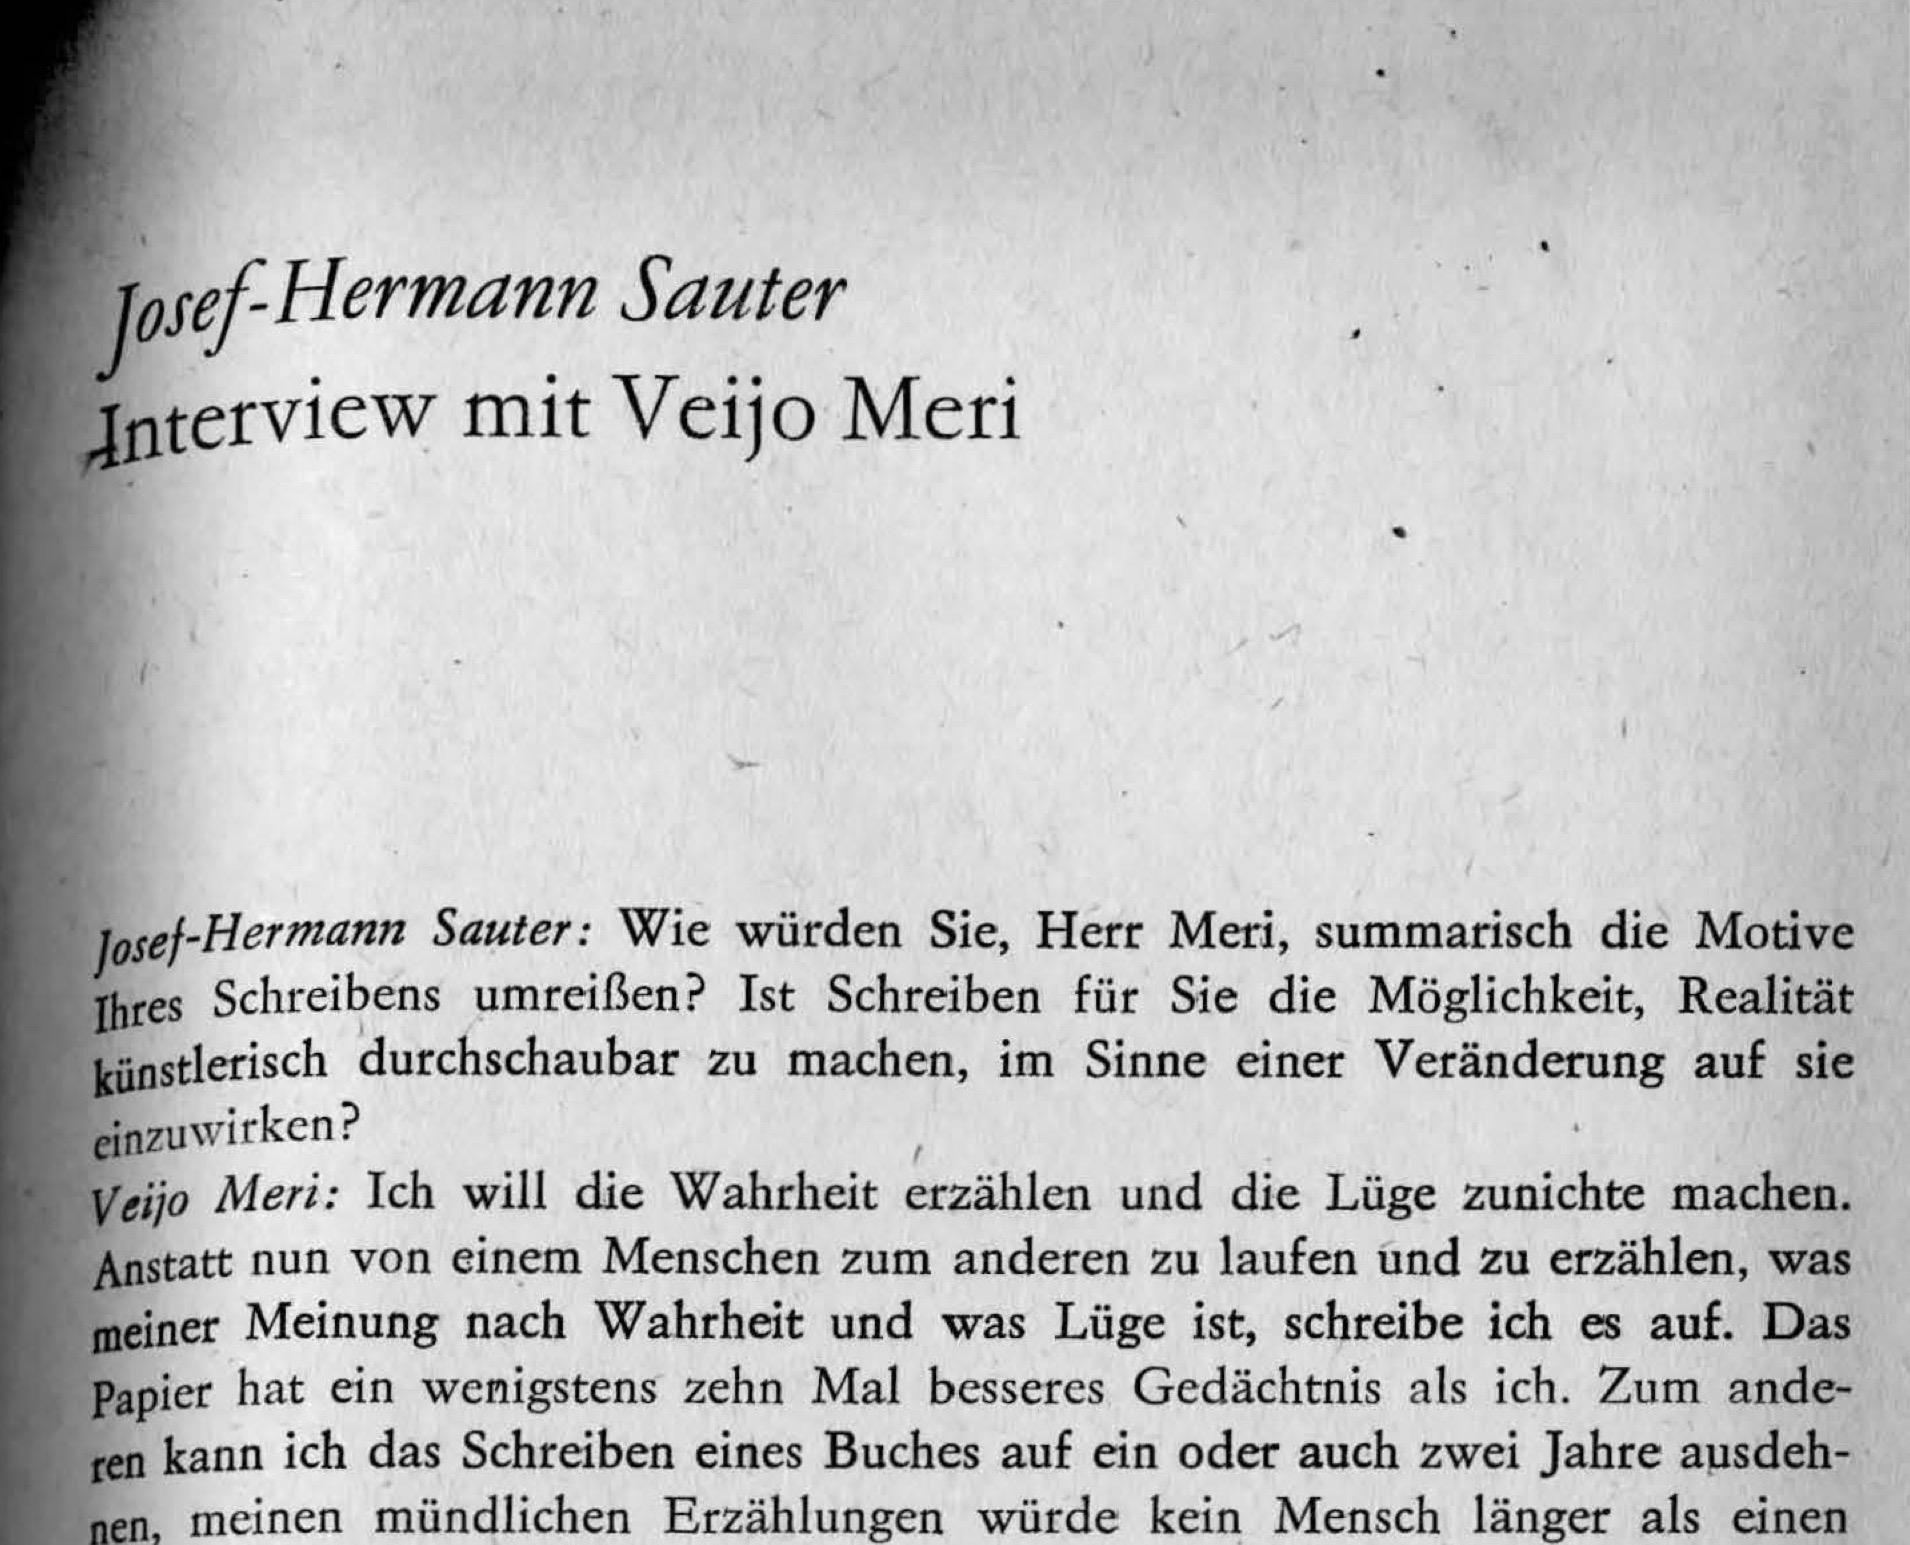 Josef-Hermann Sauter
Interview mit Veijo Meri
Josef-Hermann Sauter: Wie würden Sie, Herr Meri, summarisch die Motive
Ihres Schreibens umreißen? Ist Schreiben für Sie die Möglichkeit, Realität
künstlerisch durchschaubar zu machen, im Sinne einer Veränderung auf sie
einzuwirken?
Veijo Meri: Ich will die Wahrheit erzählen und die Lüge zunichte machen.
Anstatt nun von einem Menschen zum anderen zu laufen und zu erzählen, was
meiner Meinung nach Wahrheit und was Lüge ist, schreibe ich es auf. Das
Papier hat ein wenigstens zehn Mal besseres Gedächtnis als ich. Zum ande-
ren kann ich das Schreiben eines Buches auf ein oder auch zwei Jahre ausdeh-
nen, meinen mündlichen Erzählungen würde kein Mensch länger als einen